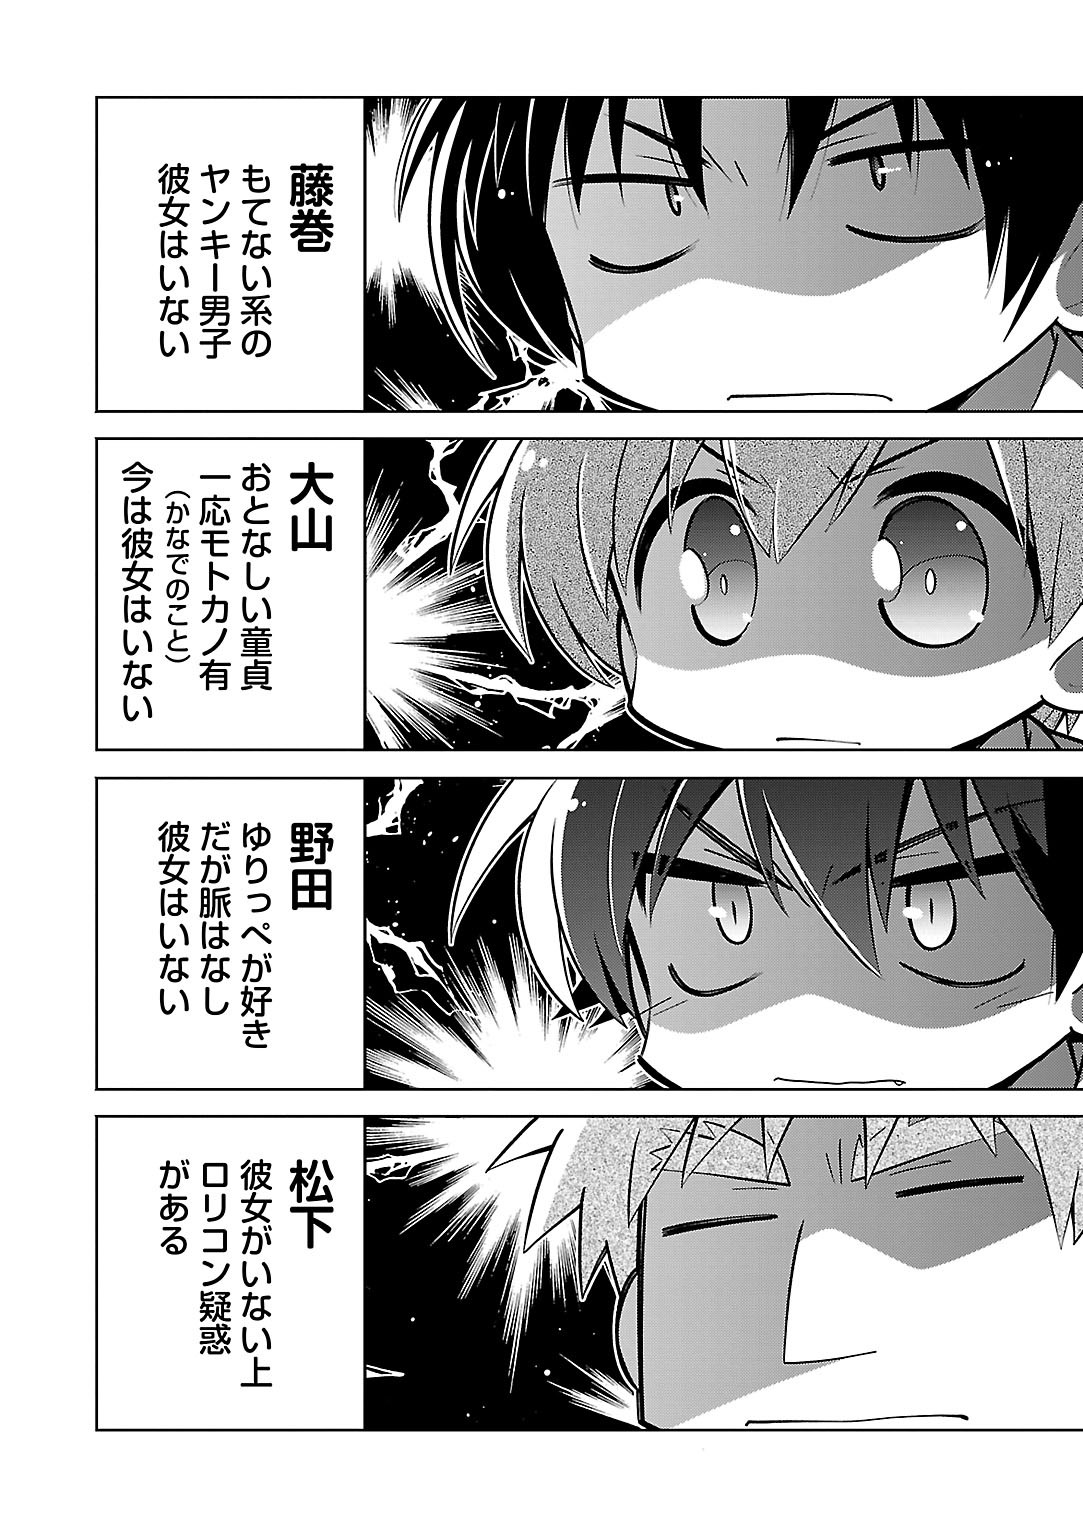 藤巻
もてない系の
ヤンキー男子
彼女はいない
大山
おとなしい童貞
一応モトカノ有
（かなでのこと）
今は彼女はいない
野田
ゆりっぺが好き
だが脈はなし
彼女はいない
松下
彼女がいない上
ロリコン疑惑
がある